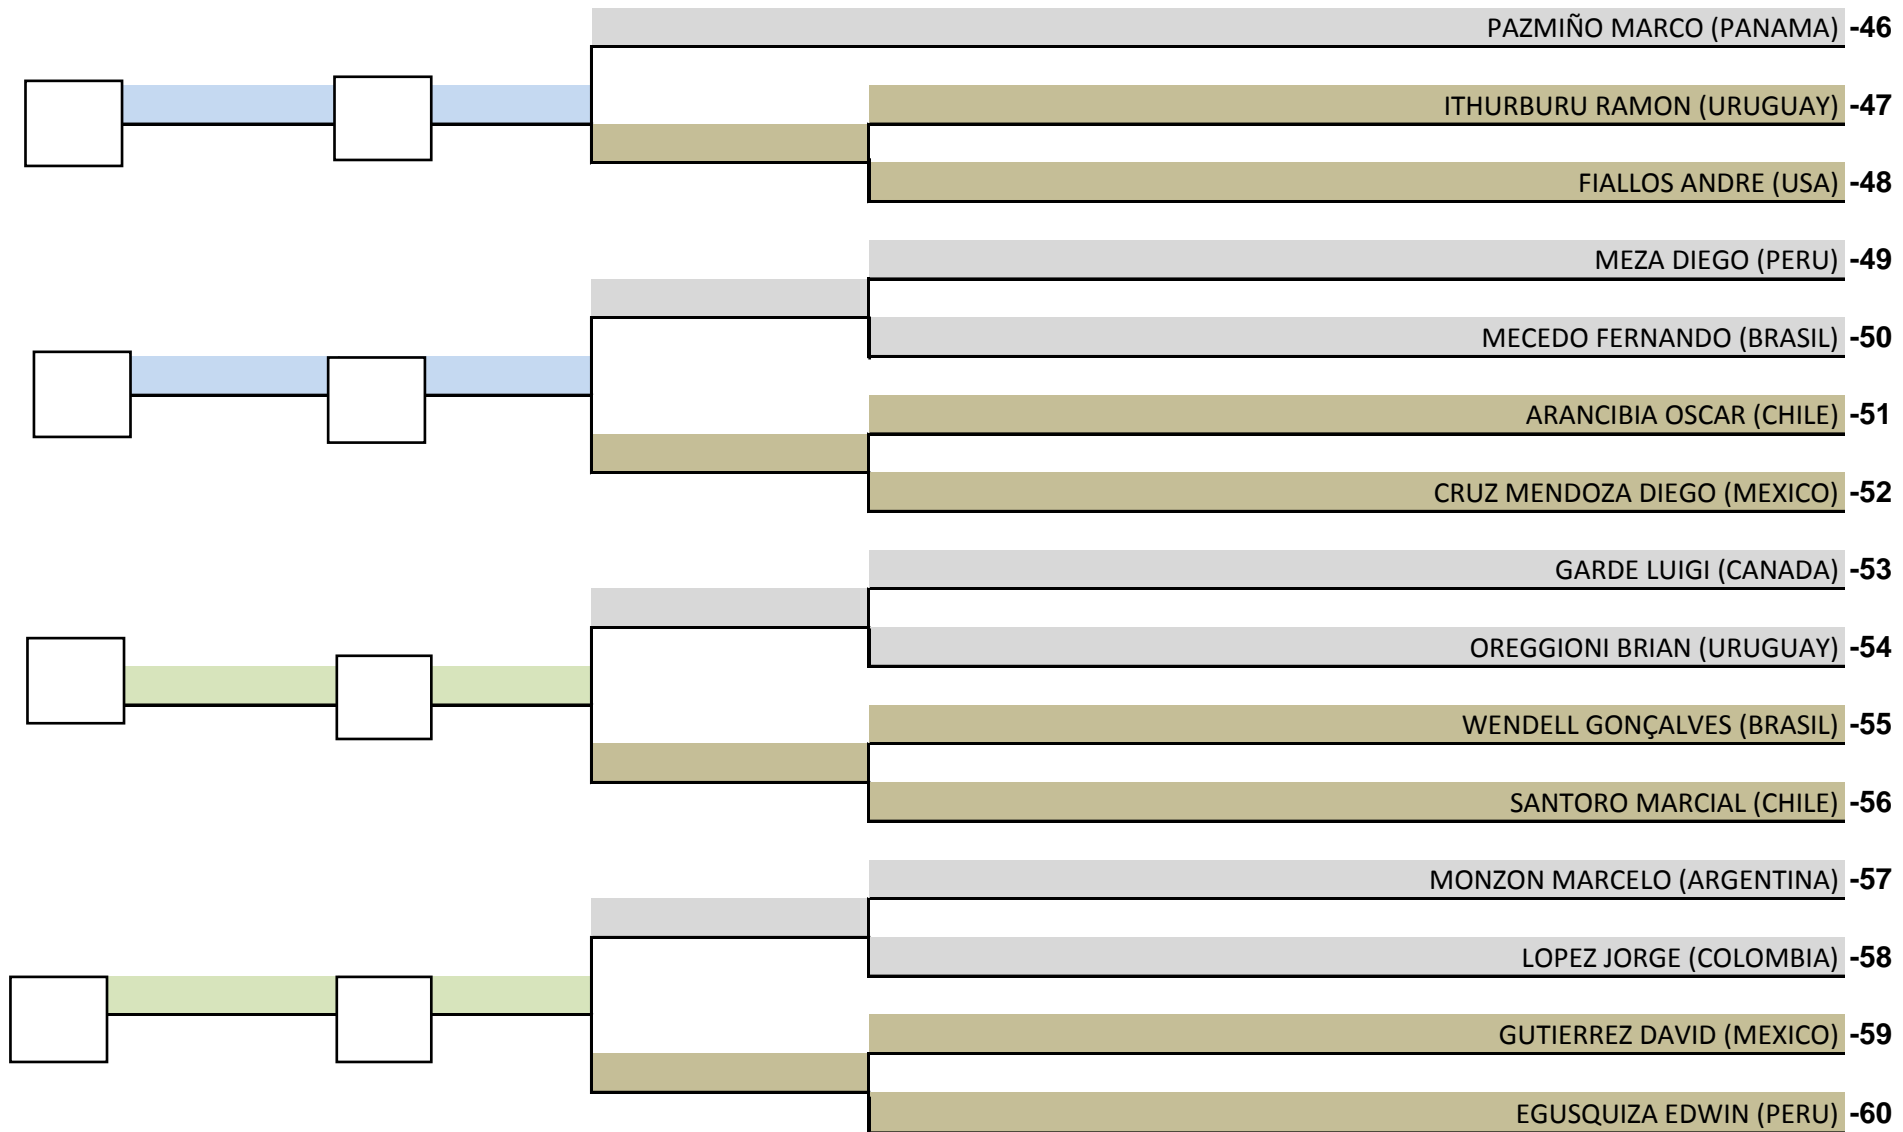 PAZMIÑO MARCO (PANAMA) -46
ITHURBURU RAMON (URUGUAY) -47
FIALLOS ANDRE (USA) -48
MEZA DIEGO (PERU) -49
MECEDO FERNANDO (BRASIL) -50
ARANCIBIA OSCAR (CHILE) -51
CRUZ MENDOZA DIEGO (MEXICO) -52
GARDE LUIGI (CANADA) -53
OREGGIONI BRIAN (URUGUAY) -54
WENDELL GONÇALVES (BRASIL) -55
SANTORO MARCIAL (CHILE) -56
MONZON MARCELO (ARGENTINA) -57
LOPEZ JORGE (COLOMBIA) -58
GUTIERREZ DAVID (MEXICO) -59
EGUSQUIZA EDWIN (PERU) -60